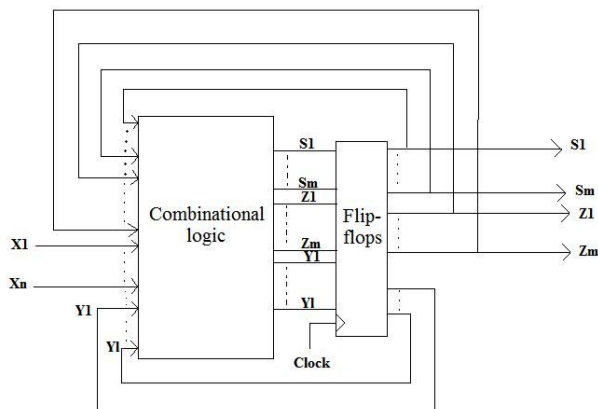 S1
S1
Sm
Z1
Sm
Z1
Combinational
logic
Flip-
flops
X1
Zm
Y1
Zm
Xn
Y1
Yl
Yl
Clock